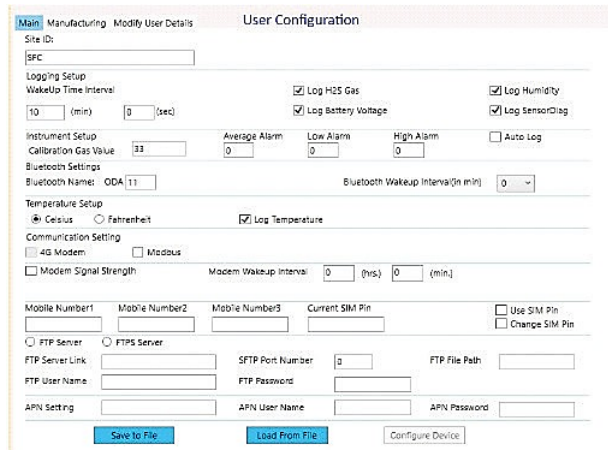 User Configuration
Main Manufacturing Modify User Details
Site ID:
SFC
Logging Setup
WakeUp Time Interval
Log H2S Gas Log Humidity
10 (min) 0 (sec) Log Battery Voltage Log SensorDiag
Instrument Setup Average Alarm Low Alarm High Alarm Auto Log
Calibration Gas Value 33 0 0 0
Bluetooth Settings
Bluetooth Name: ODA 11 Bluetooth Wakeup Interval(in min) 0
Temperature Setup
Celsius Fahrenheit Log Temperature
Communication Setting
4G Modem Modbus
Modem Signal Strength Modem Wakeup Interval 0 (hrs.) 0 (min.)
Mobile Number1 Mobile Number2 Mobile Number3 Current SIM Pin
Use SIM Pin
Change SIM Pin
FTP Server FTPS Server
FTP Server Link SFTP Port Number 0 FTP File Path
FTP User Name FTP Password
APN Setting APN User Name APN Password
Save to File Load From File Configure Device